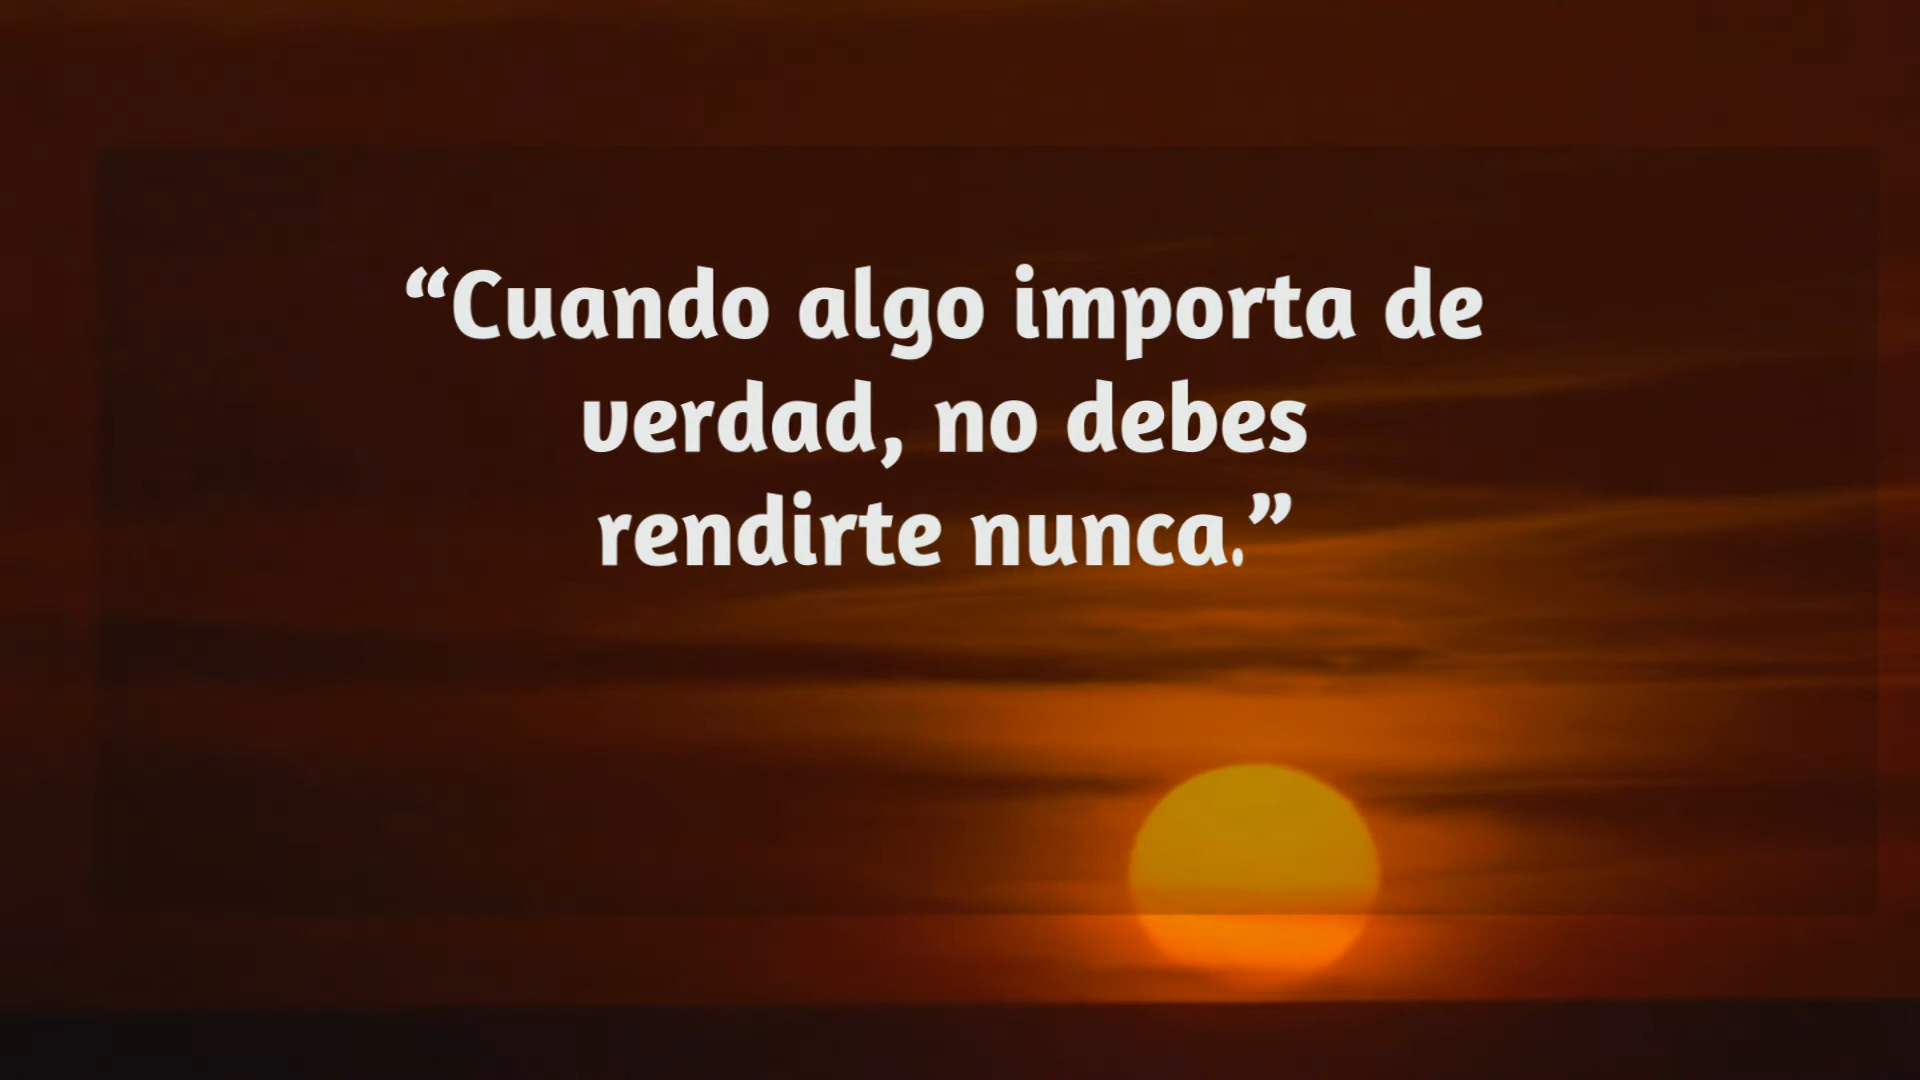 “Cuando algo importa de
verdad, no debes
rendirte nunca.”